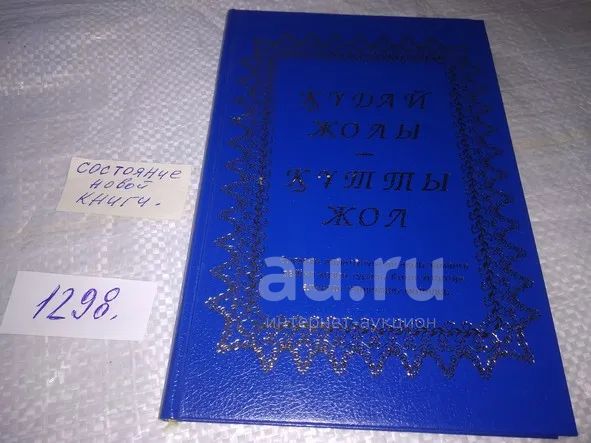 ҚҰДАЙ
ЖОЛЫ
–
ҚҰТТЫ
ЖОЛ
состояние
новой
книги.
1298.
au.ru
интернет-аукцион